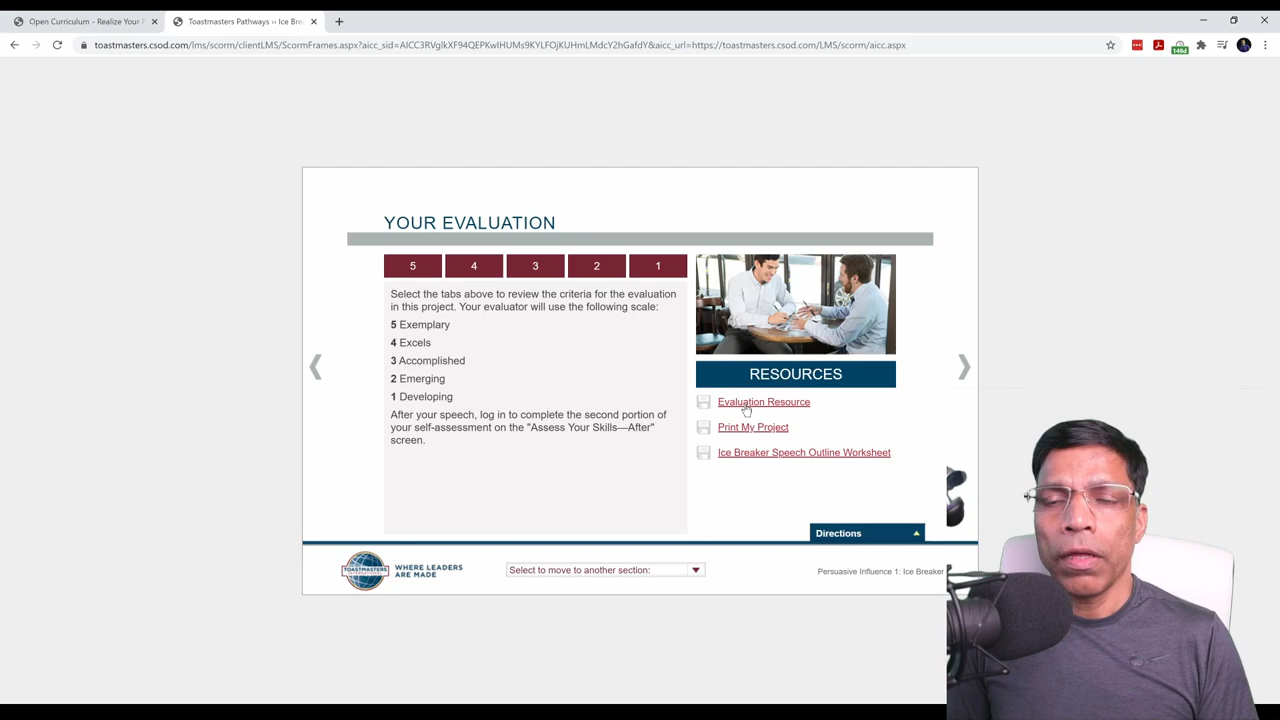 Open Curriculum - Realize Your P
Toastmasters Pathways ›› Ice Brea
toastmasters.csod.com/lms/scorm/clientLMS/ScormFrames.aspx?aicc_sid=AICC3RVglkXF94QEPKwIHUMs9KYLFOjKUHmLMdcY2hGafdY&aicc_url=https://toastmasters.csod.com/LMS/scorm/aicc.aspx
148d
YOUR EVALUATION
5 4 3 2 1
Select the tabs above to review the criteria for the evaluation
in this project. Your evaluator will use the following scale:
5 Exemplary
4 Excels
3 Accomplished
2 Emerging
1 Developing
After your speech, log in to complete the second portion of
your self-assessment on the "Assess Your Skills—After"
screen.
RESOURCES
Evaluation Resource
Print My Project
Ice Breaker Speech Outline Worksheet
Directions
TOASTMASTERS
INTERNATIONAL
WHERE LEADERS
ARE MADE
Select to move to another section:
Persuasive Influence 1: Ice Breaker